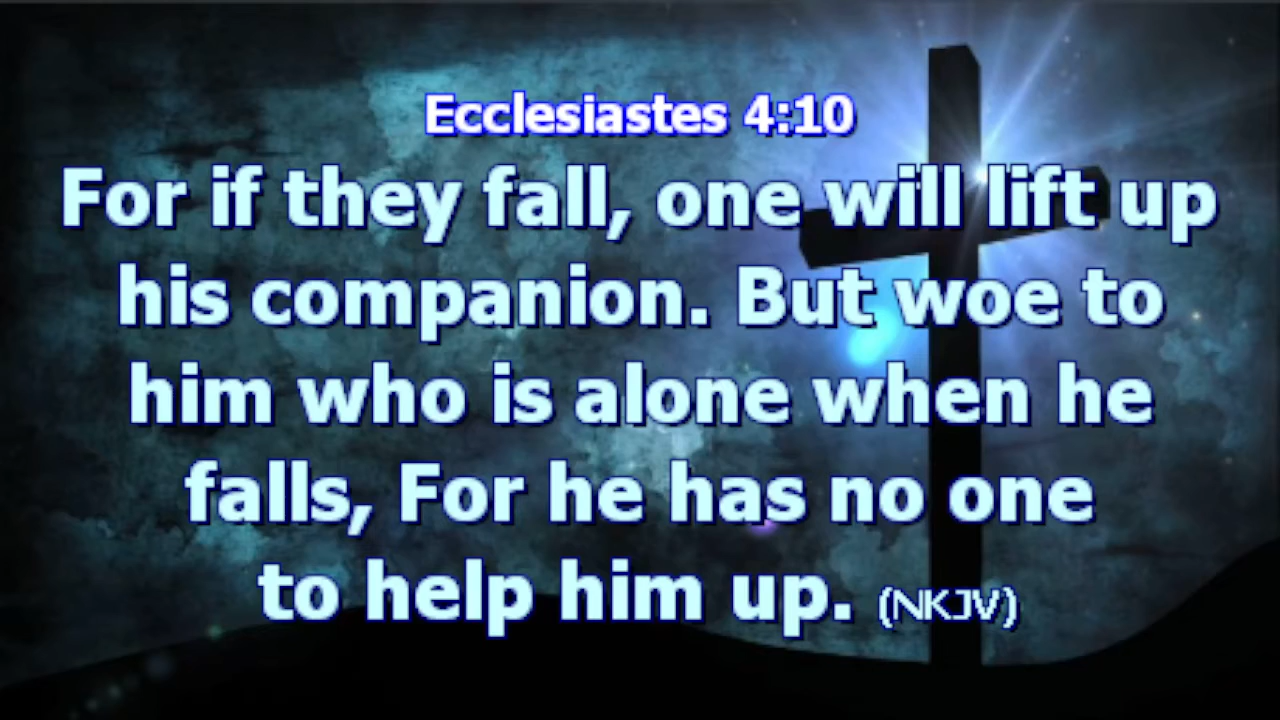 Ecclesiastes 4:10
For if they fall, one will lift up
his companion. But woe to
him who is alone when he
falls, For he has no one
to help him up. (NKJV)